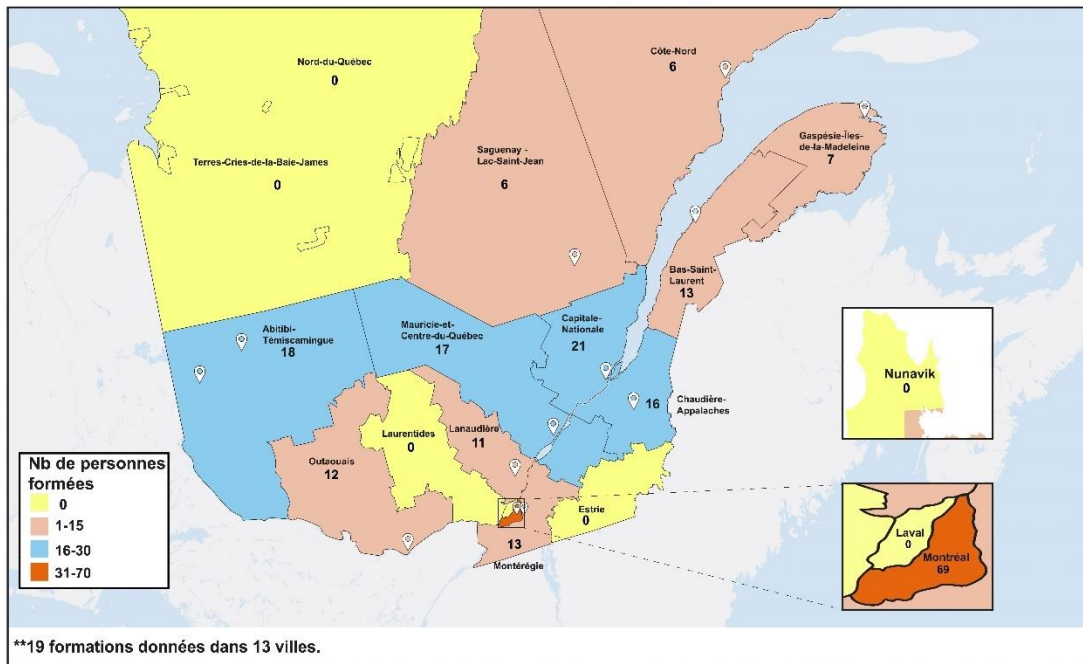 Nord-du-Québec
0
Côte-Nord
6
Terres-Cries-de-la-Baie-James
0
Saguenay -
Lac-Saint-Jean
6
Gaspésie-Îles-
de-la-Madeleine
7
Bas-Saint-
Laurent
13
Abitibi-
Témiscamingue
18
Mauricie-et-
Centre-du-Québec
17
Capitale-
Nationale
21
16
Chaudière-
Appalaches
Nunavik
0
Laurentides
0
Lanaudière
11
Outaouais
12
Estrie
0
13
Montérégie
Laval
0
Montréal
69
Nb de personnes
formées
0
1-15
16-30
31-70
**19 formations données dans 13 villes.